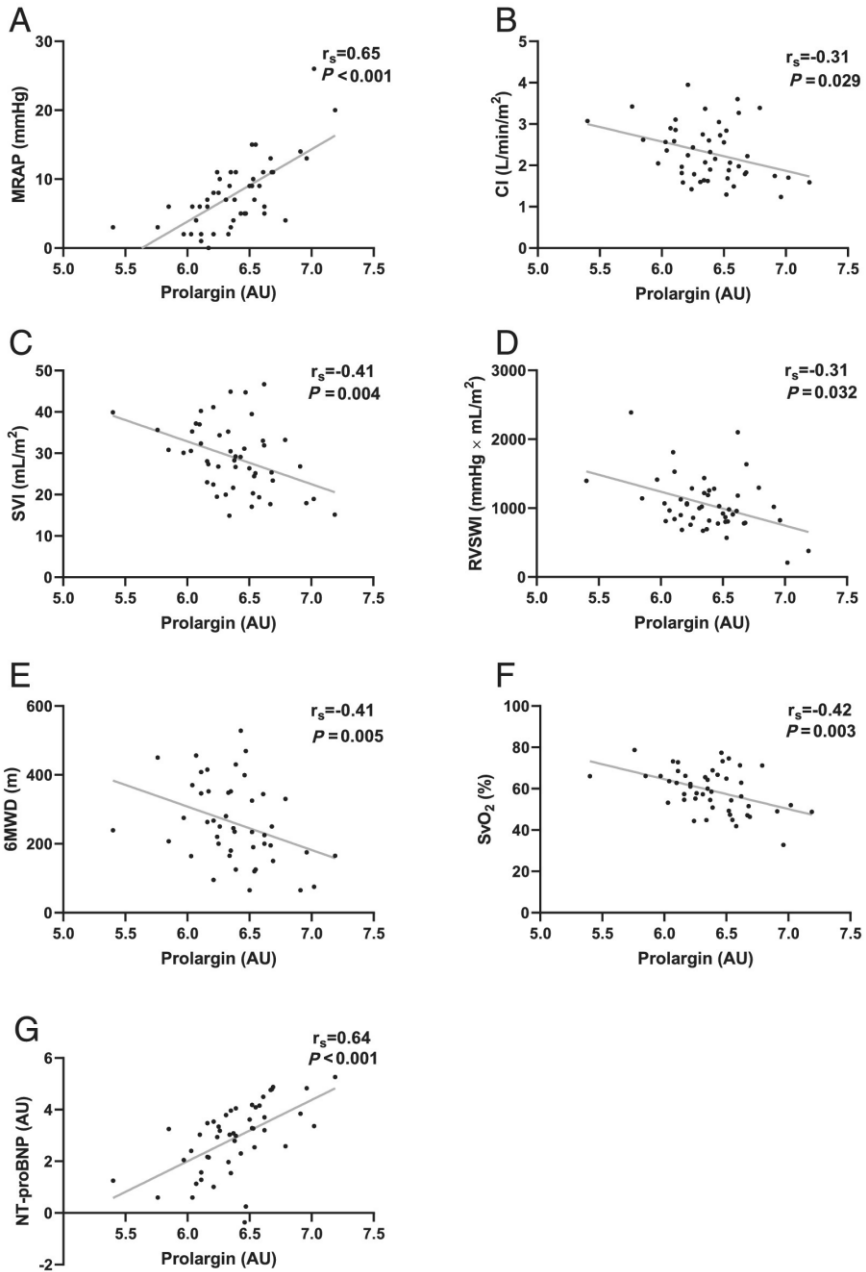 A
MRAP (mmHg)
30
20
10
0
5.0 5.5 6.0 6.5 7.0 7.5
Prolargin (AU)
rs=0.65
P<0.001
B
CI (L/min/m²)
5
4
3
2
1
0
5.0 5.5 6.0 6.5 7.0 7.5
Prolargin (AU)
rs=-0.31
P=0.029
C
SVI (mL/m²)
50
40
30
20
10
0
5.0 5.5 6.0 6.5 7.0 7.5
Prolargin (AU)
rs=-0.41
P=0.004
D
RVSWI (mmHg × mL/m²)
3000
2000
1000
0
5.0 5.5 6.0 6.5 7.0 7.5
Prolargin (AU)
rs=-0.31
P=0.032
E
6MWD (m)
600
400
200
0
5.0 5.5 6.0 6.5 7.0 7.5
Prolargin (AU)
rs=-0.41
P=0.005
F
SvO₂ (%)
100
80
60
40
20
0
5.0 5.5 6.0 6.5 7.0 7.5
Prolargin (AU)
rs=-0.42
P=0.003
G
NT-proBNP (AU)
6
4
2
0
-2
5.5 6.0 6.5 7.0 7.5
Prolargin (AU)
rs=0.64
P<0.001